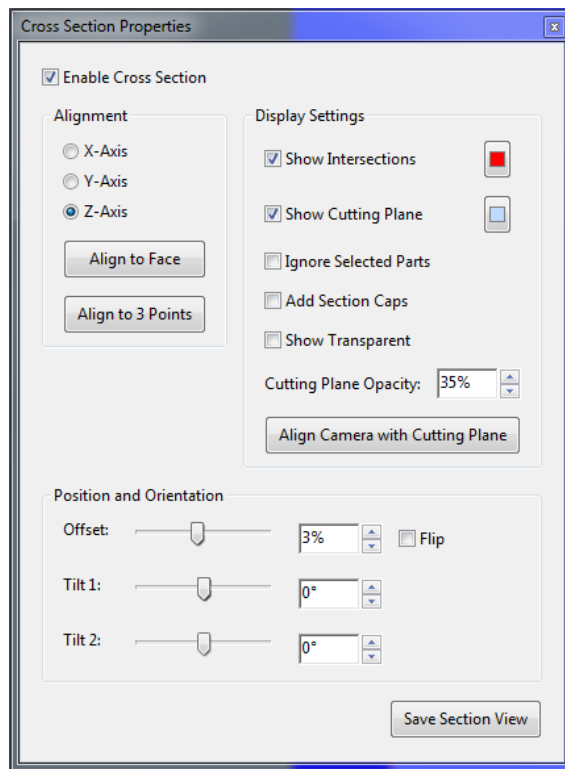 Cross Section Properties
Enable Cross Section
Alignment
X-Axis
Y-Axis
Z-Axis
Align to Face
Align to 3 Points
Display Settings
Show Intersections
Show Cutting Plane
Ignore Selected Parts
Add Section Caps
Show Transparent
Cutting Plane Opacity: 35%
Align Camera with Cutting Plane
Position and Orientation
Offset: 3% Flip
Tilt 1: 0°
Tilt 2: 0°
Save Section View